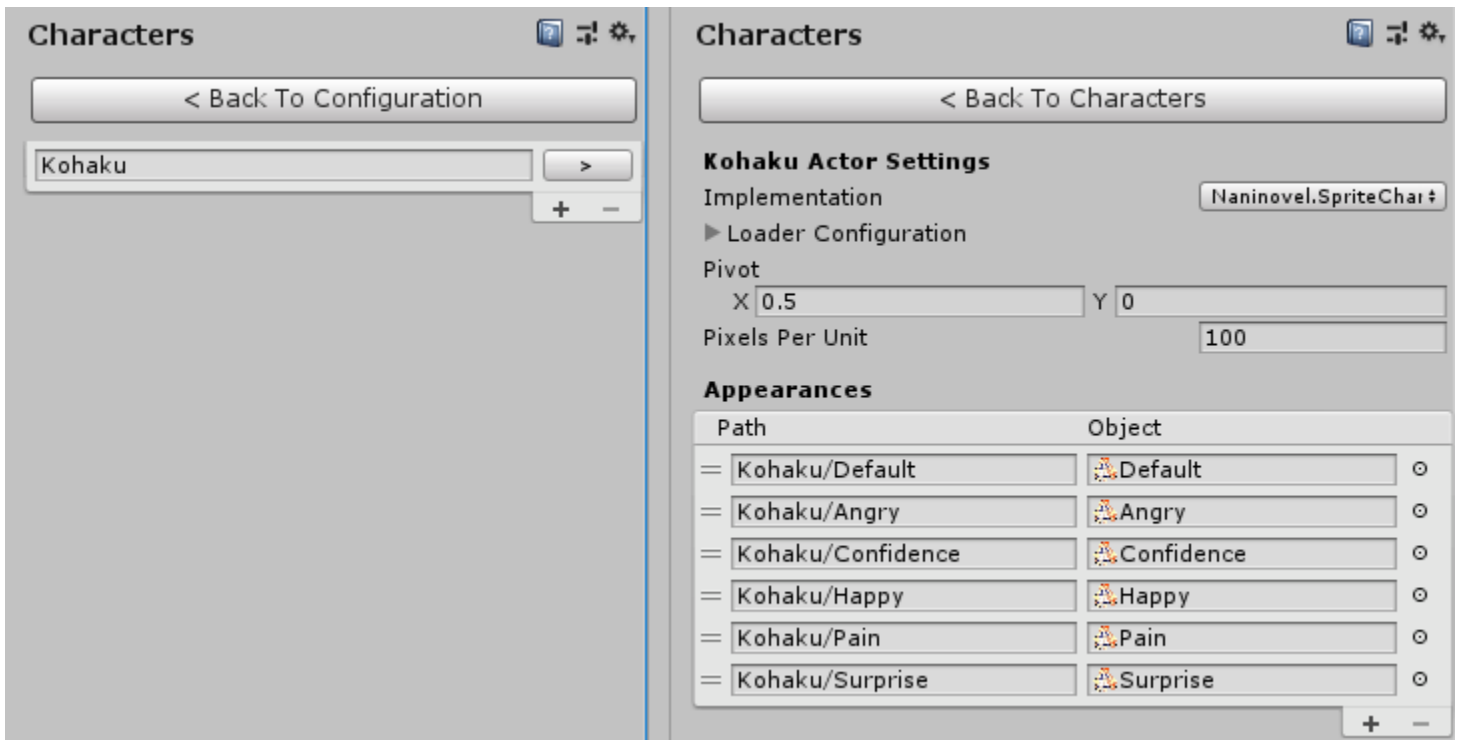 Characters
< Back To Configuration
Kohaku >
+ −
Characters
< Back To Characters
Kohaku Actor Settings
Implementation Naninovel.SpriteChar
Loader Configuration
Pivot
X 0.5 Y 0
Pixels Per Unit 100
Appearances
Path Object
Kohaku/Default Default
Kohaku/Angry Angry
Kohaku/Confidence Confidence
Kohaku/Happy Happy
Kohaku/Pain Pain
Kohaku/Surprise Surprise
+ −